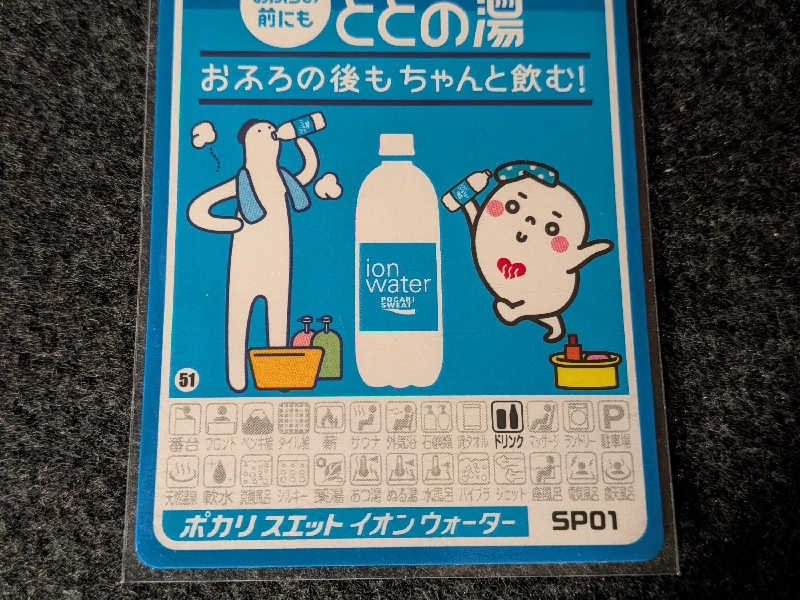 前にも
ととの湯
おふろの後もちゃんと飲む!
ion
water
POCARI
SWEAT
51
番台 フロント ペンキ絵 タイル絵 薪 サウナ 外気浴 石鹸類 貸タオル ドリンク マッサージ ランドリー 駐車場
天然温泉 軟水 炭酸風呂 シルキー 薬湯 あつ湯 ぬる湯 水風呂 バイブラ ジェット 座風呂 電気風呂 露天風呂
ポカリスエット イオンウォーター
SP01